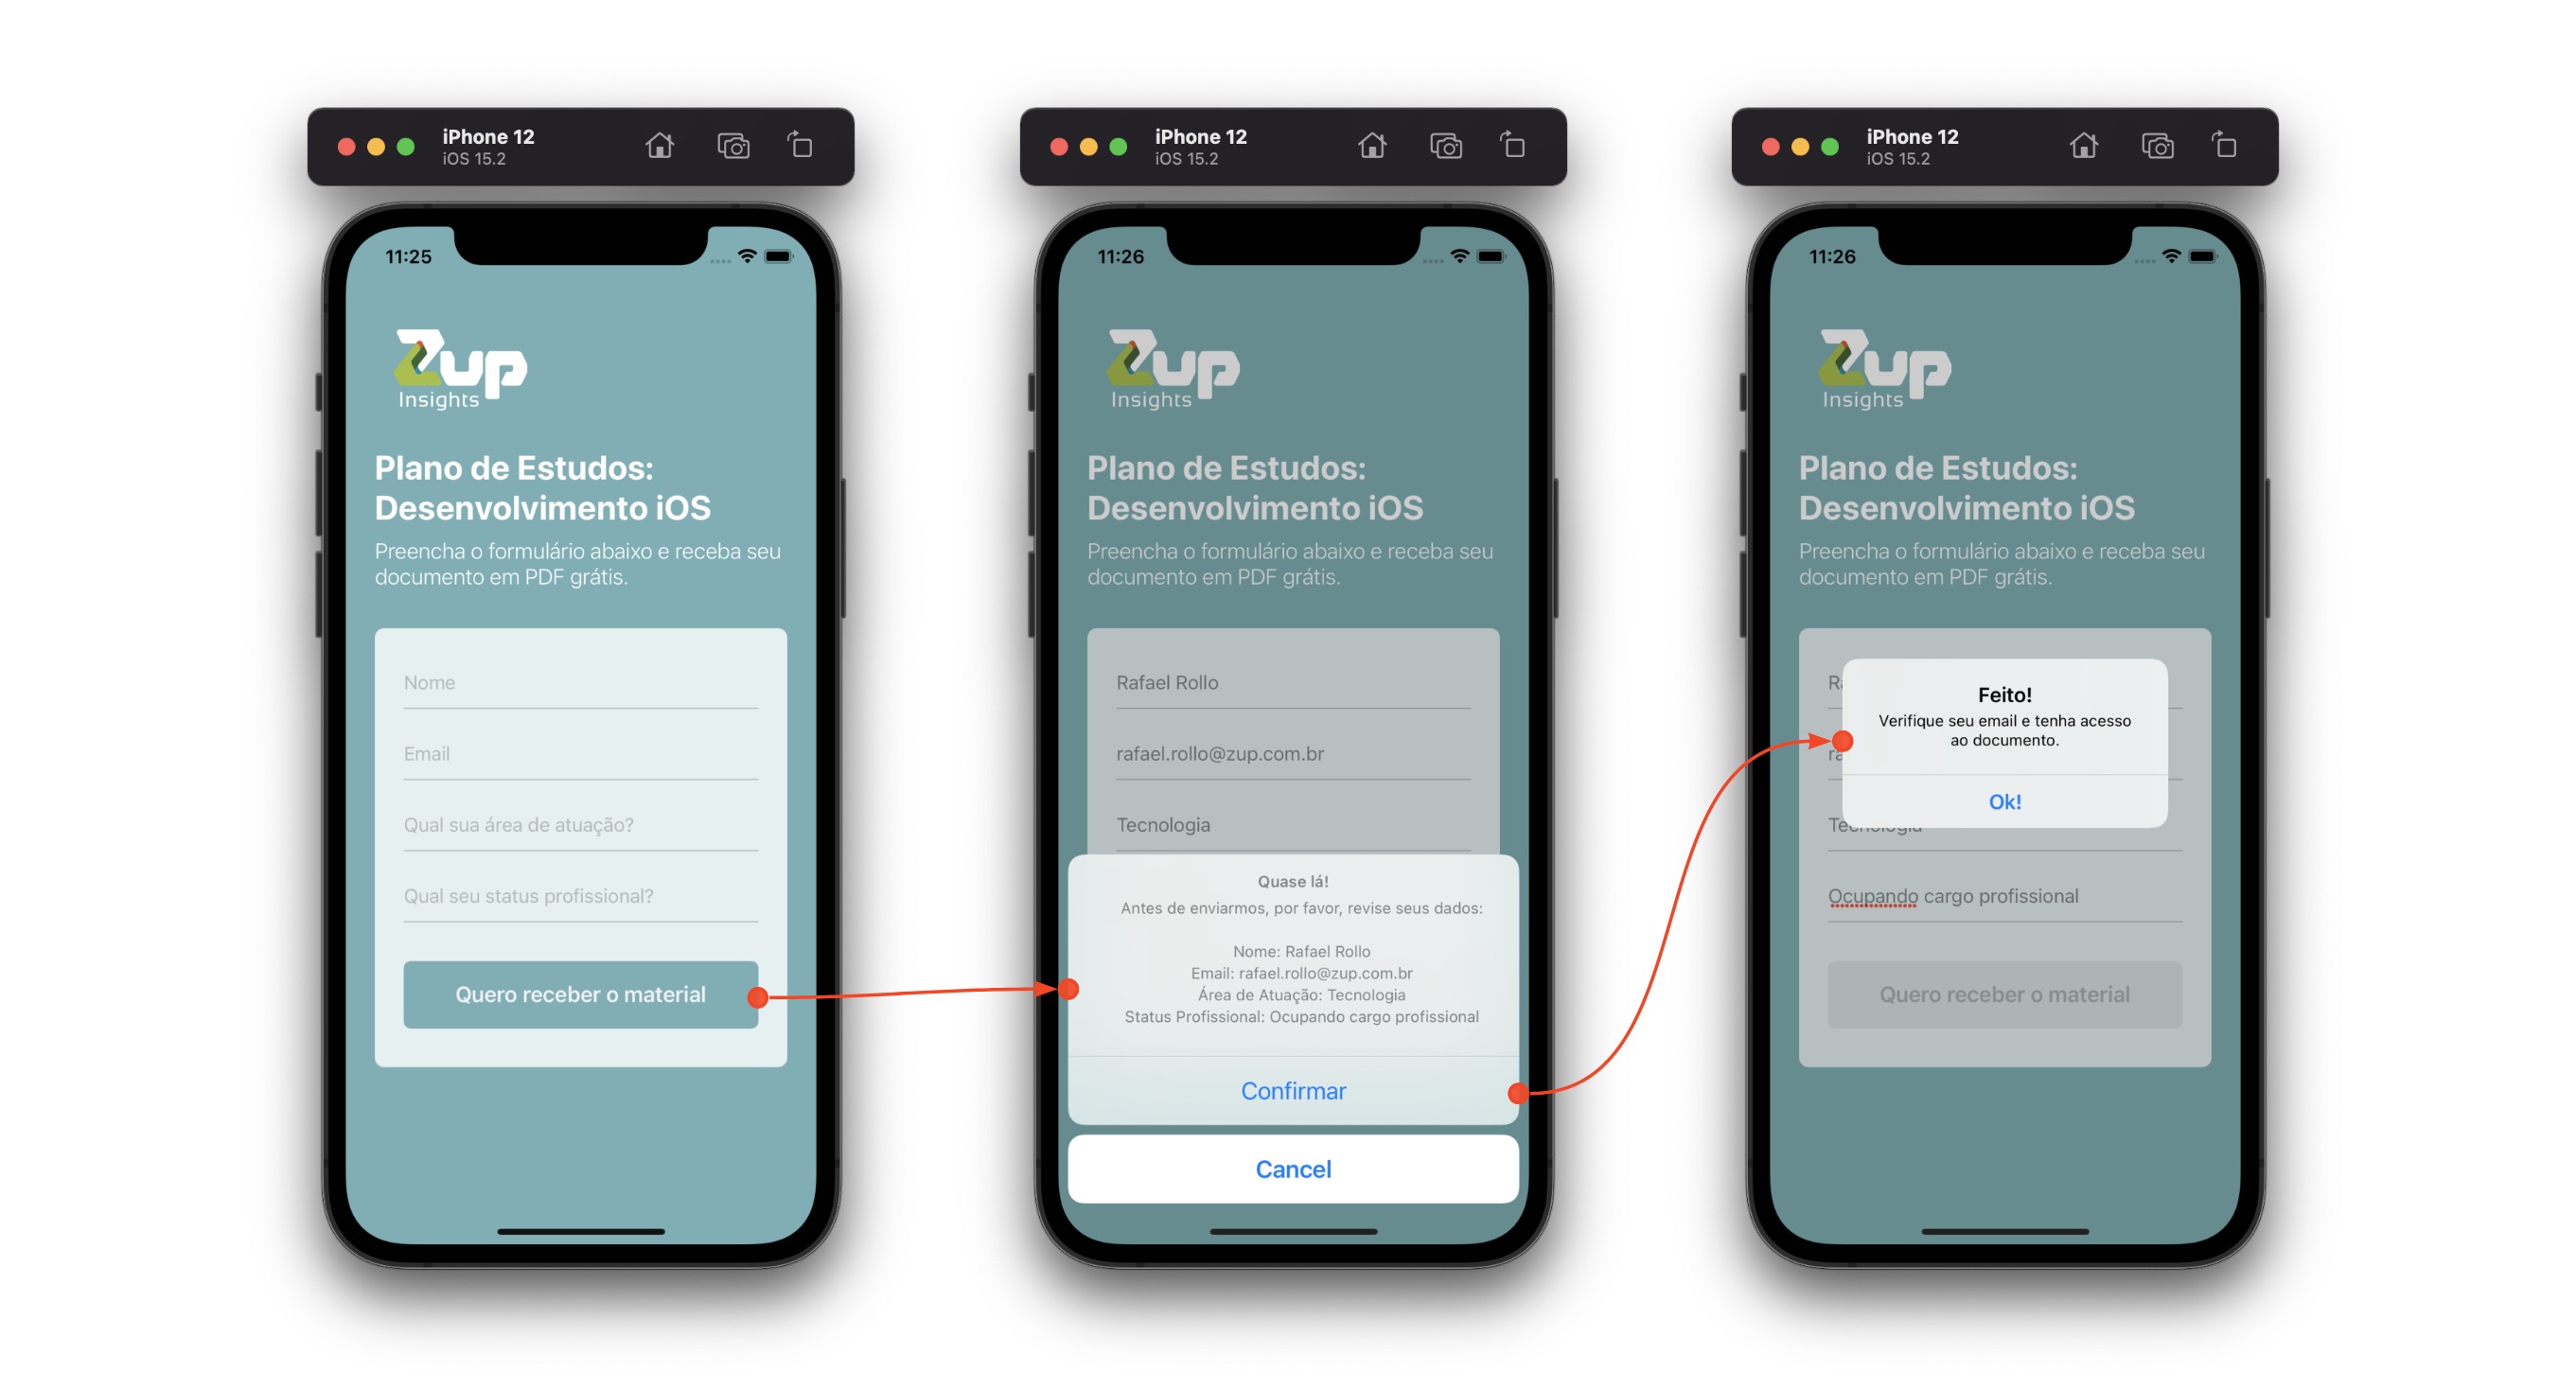 iPhone 12
iOS 15.2
11:25
Zup
Insights
Plano de Estudos:
Desenvolvimento iOS
Preencha o formulário abaixo e receba seu
documento em PDF grátis.
Nome
Email
Qual sua área de atuação?
Qual seu status profissional?
Quero receber o material
iPhone 12
iOS 15.2
11:26
Zup
Insights
Plano de Estudos:
Desenvolvimento iOS
Preencha o formulário abaixo e receba seu
documento em PDF grátis.
Rafael Rollo
rafael.rollo@zup.com.br
Tecnologia
Quase lá!
Antes de enviarmos, por favor, revise seus dados:
Nome: Rafael Rollo
Email: rafael.rollo@zup.com.br
Área de Atuação: Tecnologia
Status Profissional: Ocupando cargo profissional
Confirmar
Cancel
iPhone 12
iOS 15.2
11:26
Zup
Insights
Plano de Estudos:
Desenvolvimento iOS
Preencha o formulário abaixo e receba seu
documento em PDF grátis.
Ra
Feito!
Verifique seu email e tenha acesso
ao documento.
ra
Ok!
Tecnologia
Ocupando cargo profissional
Quero receber o material